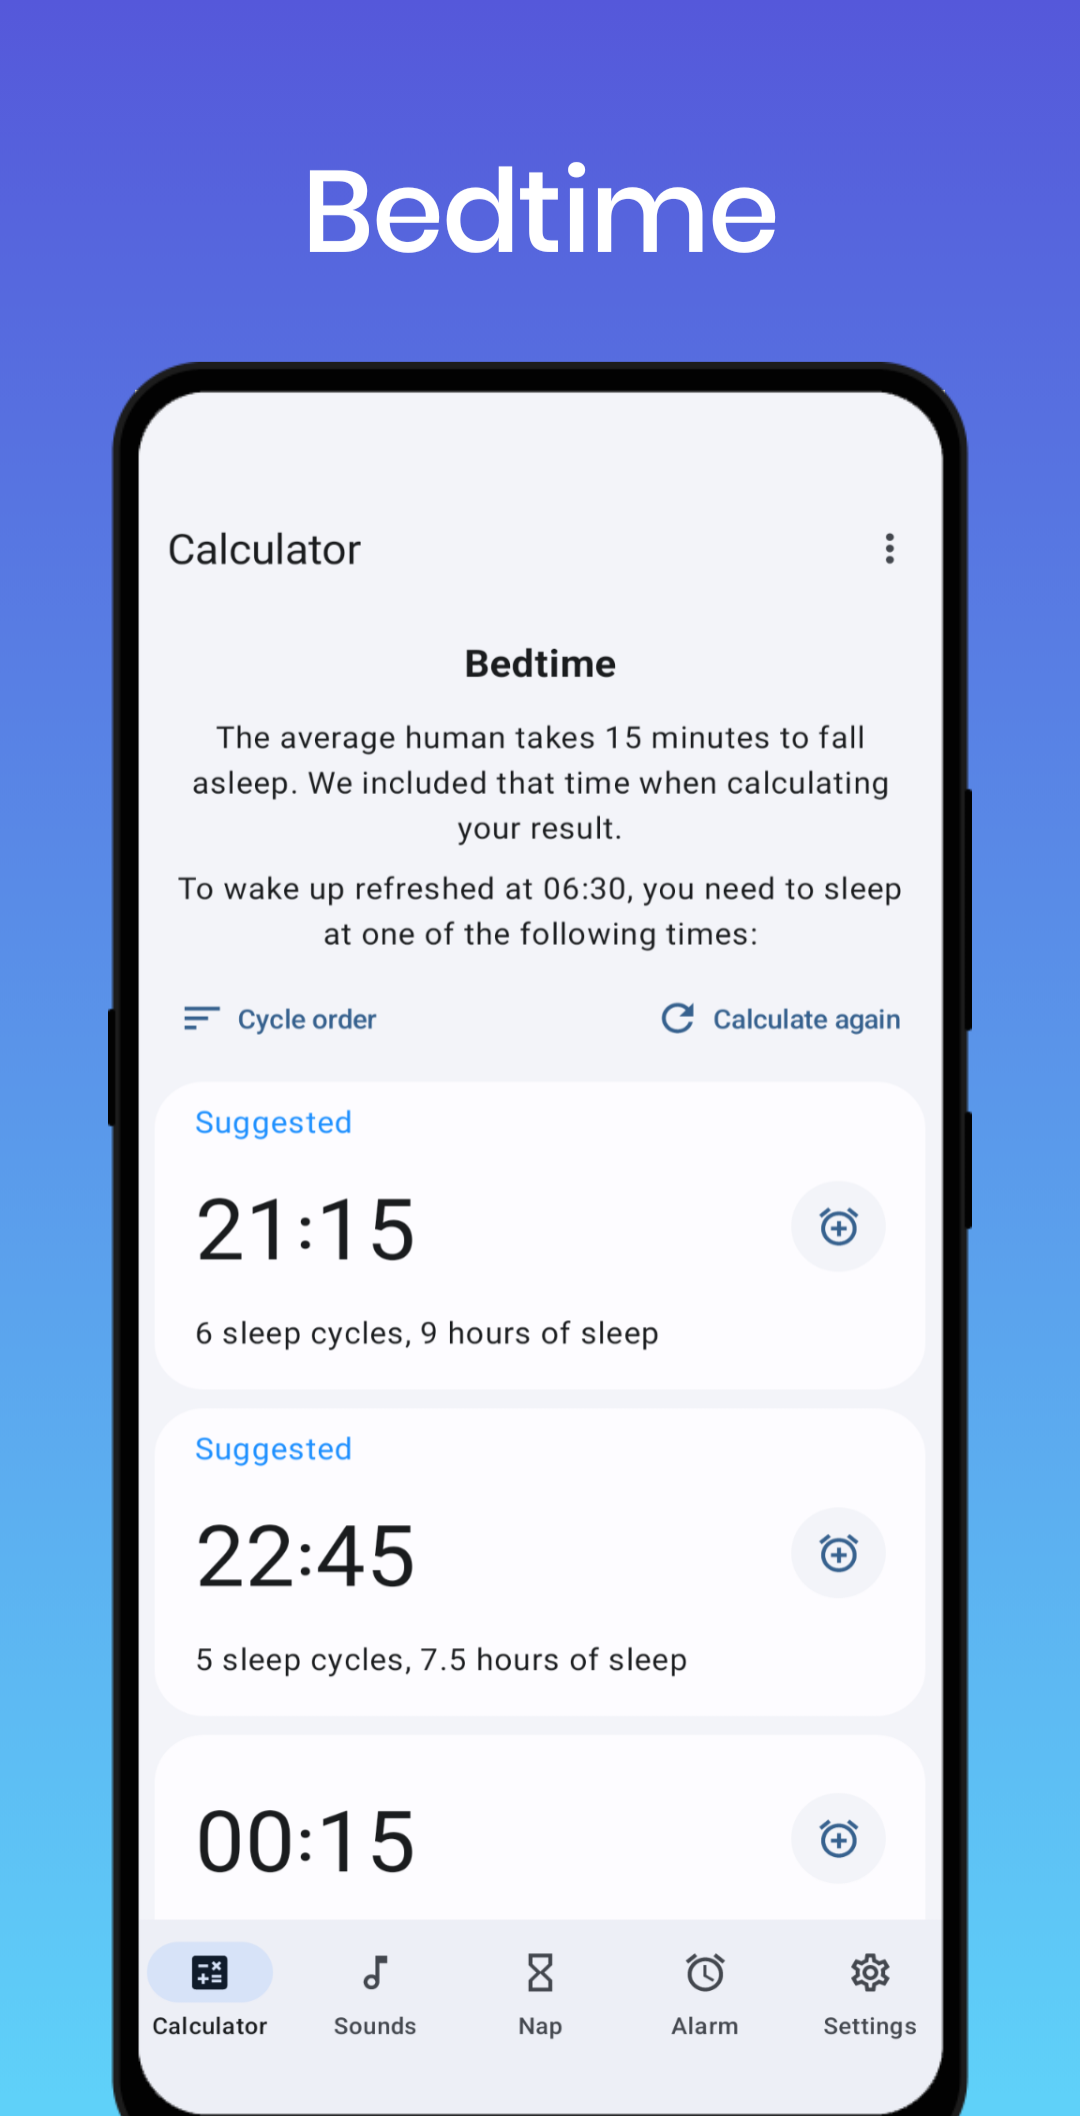 Bedtime
Calculator
Bedtime
The average human takes 15 minutes to fall
asleep. We included that time when calculating
your result.
To wake up refreshed at 06:30, you need to sleep
at one of the following times:
Cycle order
Calculate again
Suggested
21:15
6 sleep cycles, 9 hours of sleep
Suggested
22:45
5 sleep cycles, 7.5 hours of sleep
00:15
Calculator
Sounds
Nap
Alarm
Settings